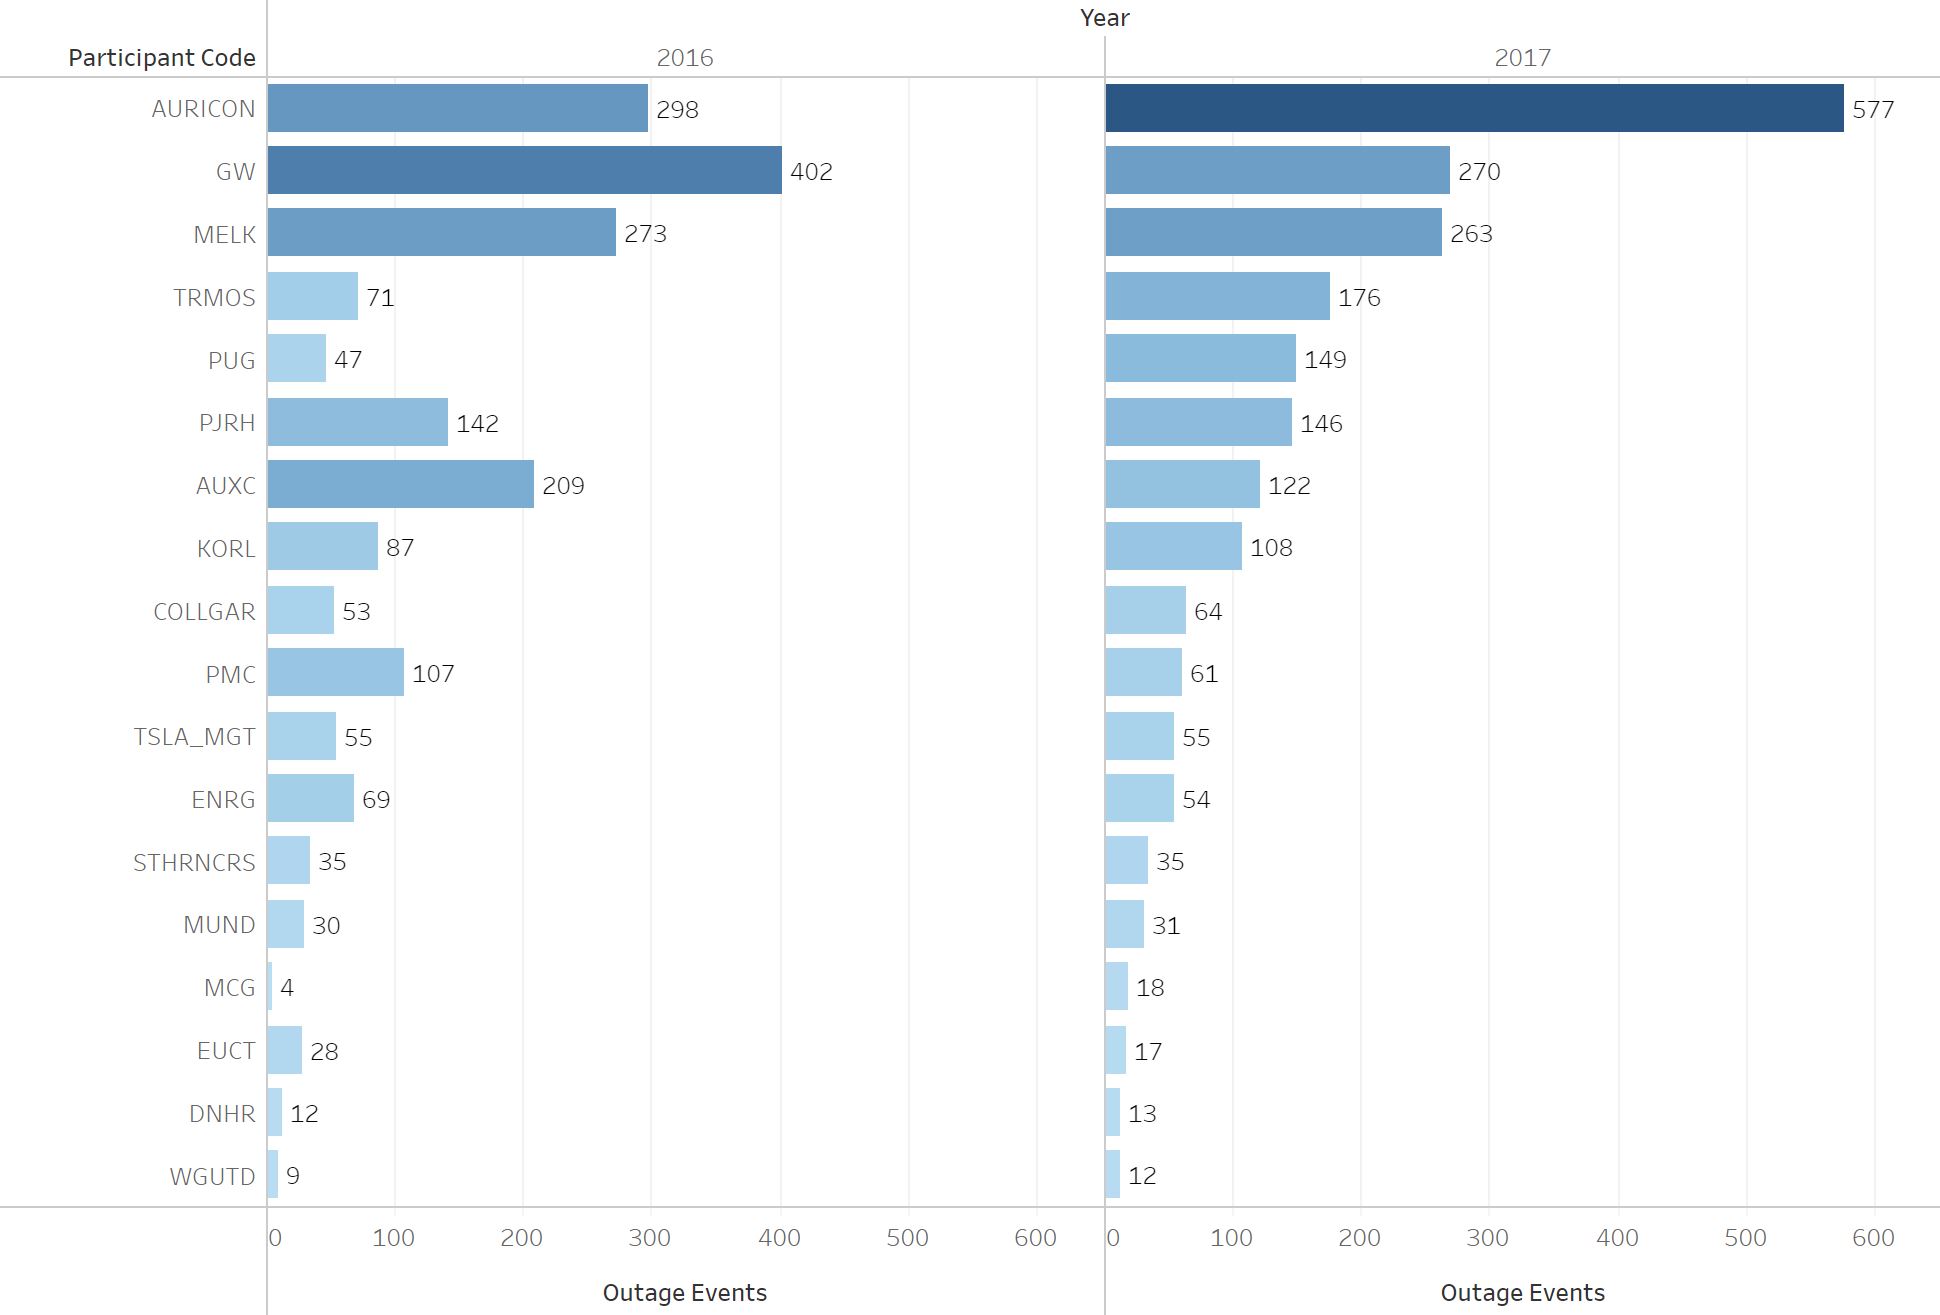 Year
Participant Code 2016 2017
AURICON 298 577
GW 402 270
MELK 273 263
TRMOS 71 176
PUG 47 149
PJRH 142 146
AUXC 209 122
KORL 87 108
COLLGAR 53 64
PMC 107 61
TSLA_MGT 55 55
ENRG 69 54
STHRNCRS 35 35
MUND 30 31
MCG 4 18
EUCT 28 17
DNHR 12 13
WGUTD 9 12
0 100 200 300 400 500 600 0 100 200 300 400 500 600
Outage Events Outage Events